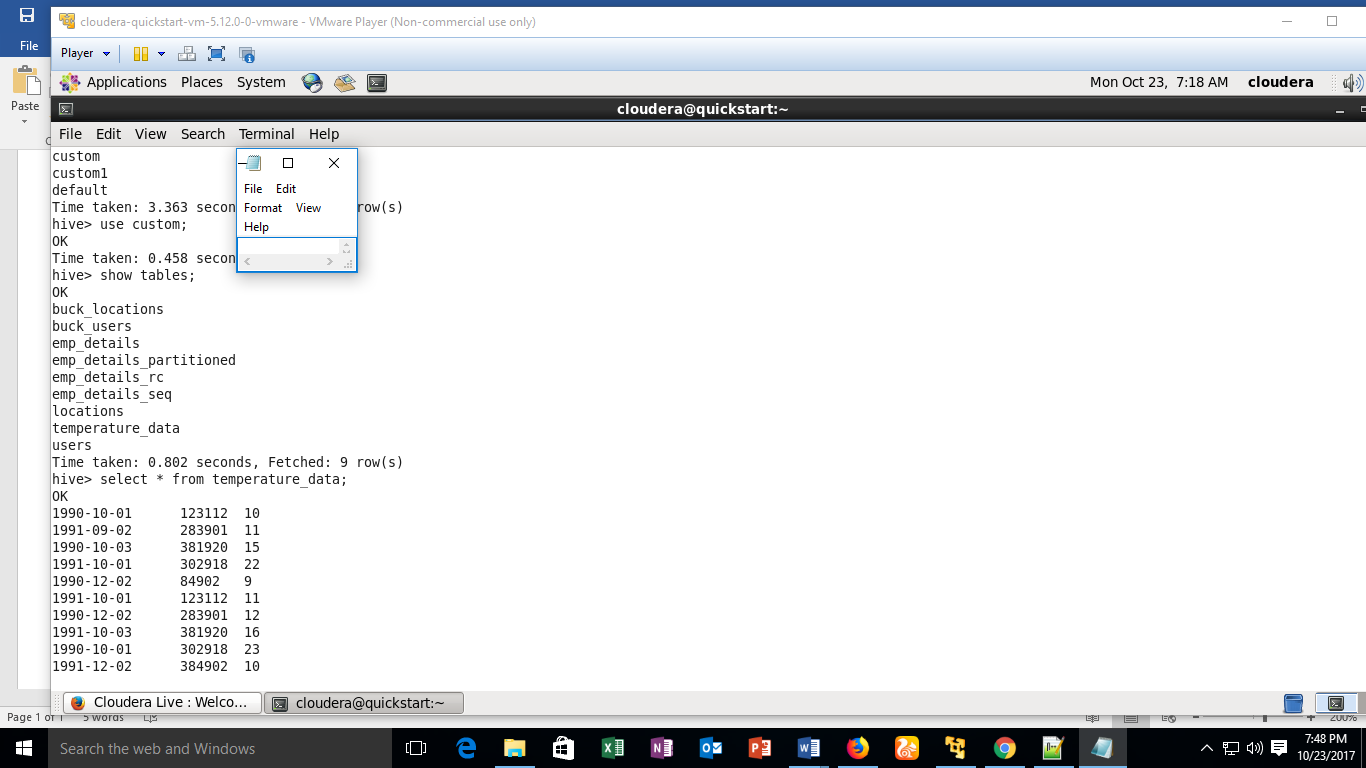 cloudera-quickstart-vm-5.12.0-0-vmware - VMware Player (Non-commercial use only)
File
Player
Applications Places System
Mon Oct 23, 7:18 AM cloudera
Paste
cloudera@quickstart:~
File Edit View Search Terminal Help
custom
custom1
default
Time taken: 3.363 row(s)
hive> use custom;
OK
Time taken: 0.458
hive> show tables;
OK
buck_locations
buck_users
emp_details
emp_details_partitioned
emp_details_rc
emp_details_seq
locations
temperature_data
users
Time taken: 0.802 seconds, Fetched: 9 row(s)
hive> select * from temperature_data;
OK
1990-10-01 123112 10
1991-09-02 283901 11
1990-10-03 381920 15
1991-10-01 302918 22
1990-12-02 84902 9
1991-10-01 123112 11
1990-12-02 283901 12
1991-10-03 381920 16
1990-10-01 302918 23
1991-12-02 384902 10
File Edit
Format View
Help
Cloudera Live : Welco... cloudera@quickstart:~
Page 1 of 1 5 words
200%
Search the web and Windows
7:48 PM
10/23/2017